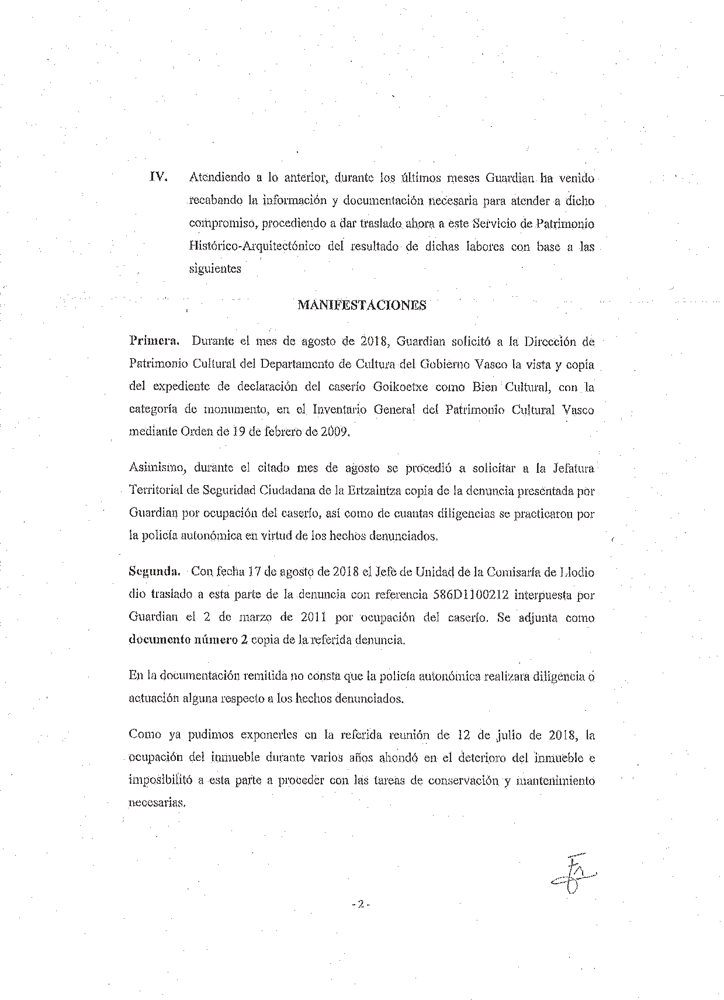 IV. Atendiendo a lo anterior, durante los últimos meses Guardian ha venido
recabando la información y documentación necesaria para atender a dicho
compromiso, procediendo a dar traslado ahora a este Servicio de Patrimonio
Histórico-Arquitectónico del resultado de dichas labores con base a las
siguientes
MANIFESTACIONES
Primera. Durante el mes de agosto de 2018, Guardian solicitó a la Dirección de
Patrimonio Cultural del Departamento de Cultura del Gobierno Vasco la vista y copia
del expediente de declaración del caserío Goikoetxe como Bien Cultural, con la
categoría de monumento, en el Inventario General del Patrimonio Cultural Vasco
mediante Orden de 19 de febrero de 2009.
Asimismo, durante el citado mes de agosto se procedió a solicitar a la Jefatura
Territorial de Seguridad Ciudadana de la Ertzaintza copia de la denuncia presentada por
Guardian por ocupación del caserío, así como de cuantas diligencias se practicaron por
la policía autonómica en virtud de los hechos denunciados.
Segunda. Con fecha 17 de agosto de 2018 el Jefe de Unidad de la Comisaría de Llodio
dio traslado a esta parte de la denuncia con referencia 586D1100212 interpuesta por
Guardian el 2 de marzo de 2011 por ocupación del caserío. Se adjunta como
documento número 2 copia de la referida denuncia.
En la documentación remitida no consta que la policía autonómica realizara diligencia o
actuación alguna respecto a los hechos denunciados.
Como ya pudimos exponerles en la referida reunión de 12 de julio de 2018, la
ocupación del inmueble durante varios años ahondó en el deterioro del inmueble e
imposibilitó a esta parte a proceder con las tareas de conservación y mantenimiento
necesarias.
- 2 -